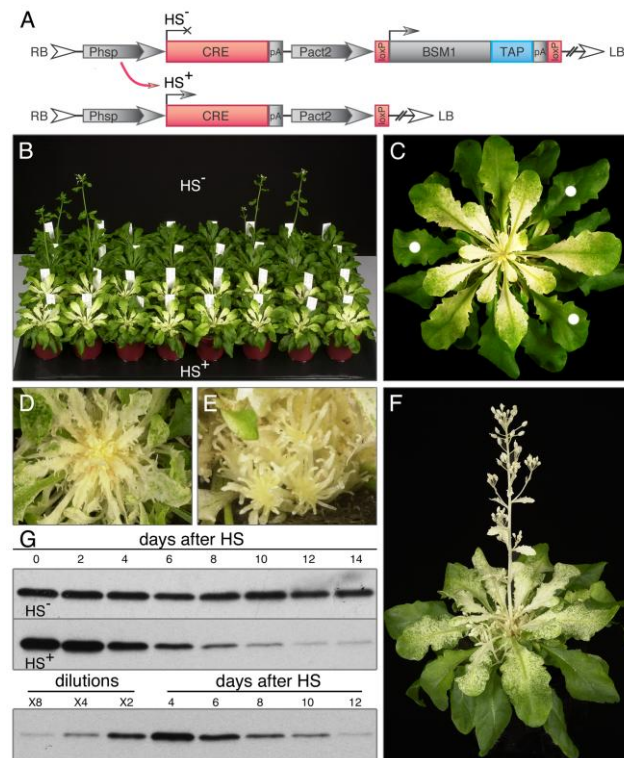 A
HS-
RB Phsp CRE pA Pact2 loxP BSM1 TAP pA loxP LB
HS+
RB Phsp CRE pA Pact2 loxP LB
B
HS-
HS+
C
D
E
F
G
days after HS
0 2 4 6 8 10 12 14
HS-
HS+
dilutions days after HS
X8 X4 X2 4 6 8 10 12